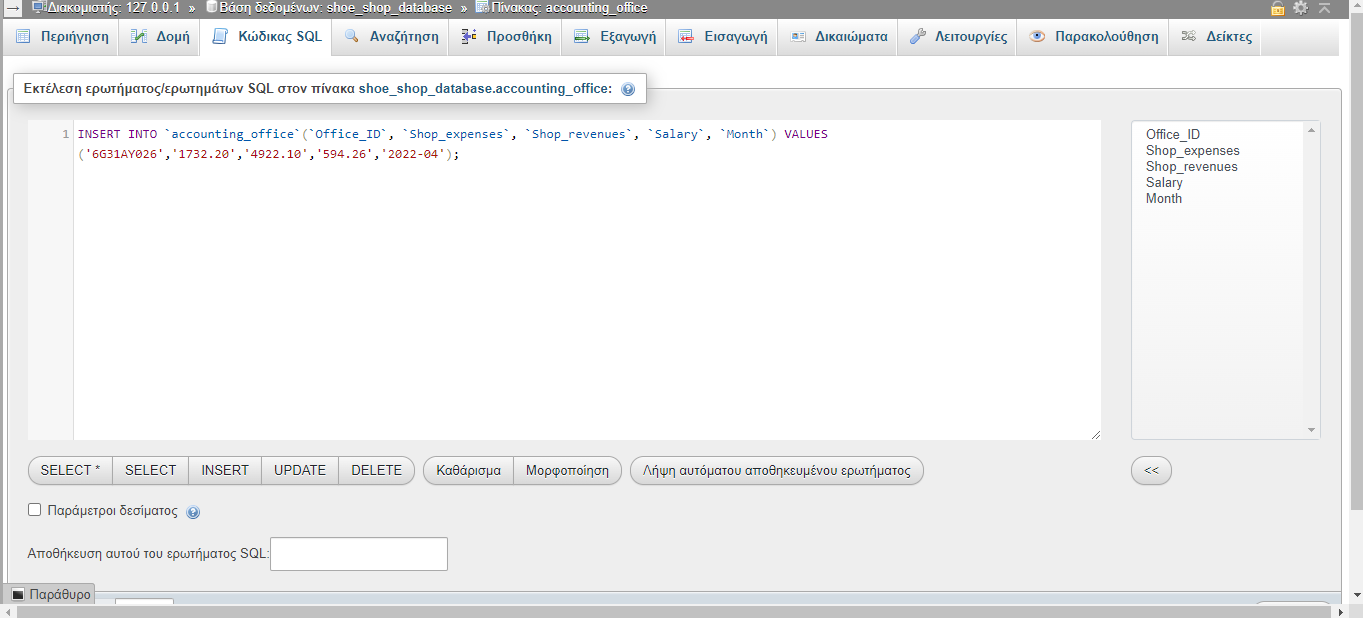 Διακομιστής: 127.0.0.1 » Βάση δεδομένων: shoe_shop_database » Πίνακας: accounting_office
Περιήγηση Δομή Κώδικας SQL Αναζήτηση Προσθήκη Εξαγωγή Εισαγωγή Δικαιώματα Λειτουργίες Παρακολούθηση Δείκτες
Εκτέλεση ερωτήματος/ερωτημάτων SQL στον πίνακα shoe_shop_database.accounting_office:
1 INSERT INTO `accounting_office`(`Office_ID`, `Shop_expenses`, `Shop_revenues`, `Salary`, `Month`) VALUES
('6G31AY026','1732.20','4922.10','594.26','2022-04');
Office_ID
Shop_expenses
Shop_revenues
Salary
Month
SELECT * SELECT INSERT UPDATE DELETE Καθάρισμα Μορφοποίηση Λήψη αυτόματου αποθηκευμένου ερωτήματος <<
Παράμετροι δεσίματος
Αποθήκευση αυτού του ερωτήματος SQL:
Παράθυρο